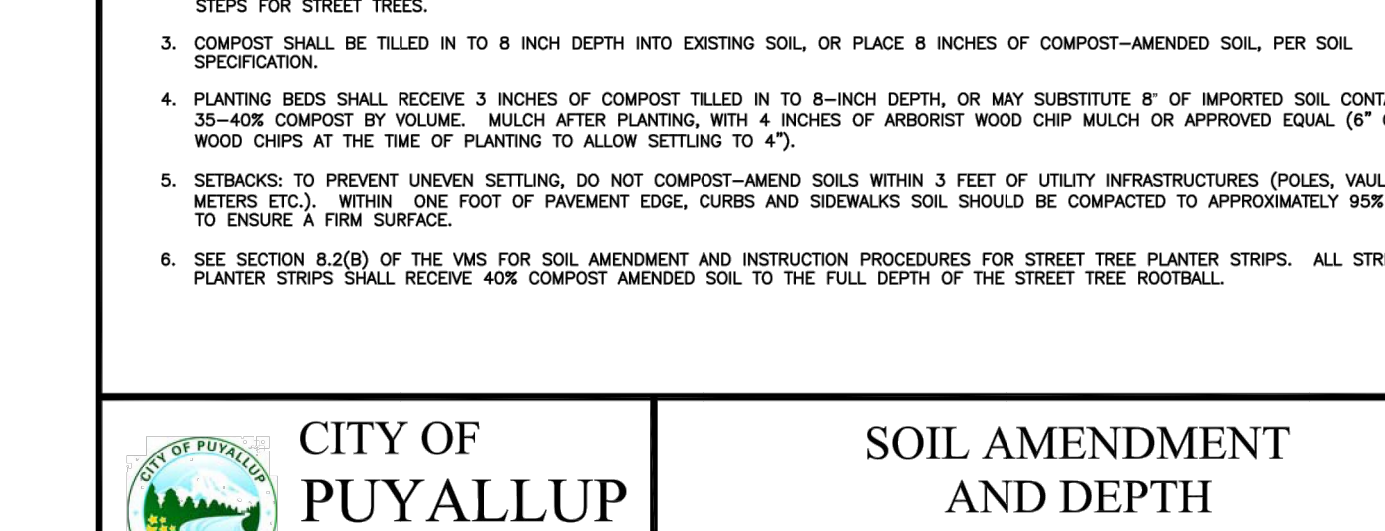 STEPS FOR STREET TREES.
3. COMPOST SHALL BE TILLED IN TO 8 INCH DEPTH INTO EXISTING SOIL, OR PLACE 8 INCHES OF COMPOST–AMENDED SOIL, PER SOIL
SPECIFICATION.
4. PLANTING BEDS SHALL RECEIVE 3 INCHES OF COMPOST TILLED IN TO 8–INCH DEPTH, OR MAY SUBSTITUTE 8" OF IMPORTED SOIL
35–40% COMPOST BY VOLUME. MULCH AFTER PLANTING, WITH 4 INCHES OF ARBORIST WOOD CHIP MULCH OR APPROVED EQUAL (6"
WOOD CHIPS AT THE TIME OF PLANTING TO ALLOW SETTLING TO 4").
5. SETBACKS: TO PREVENT UNEVEN SETTLING, DO NOT COMPOST–AMEND SOILS WITHIN 3 FEET OF UTILITY INFRASTRUCTURES (POLES,
METERS ETC.). WITHIN ONE FOOT OF PAVEMENT EDGE, CURBS AND SIDEWALKS SOIL SHOULD BE COMPACTED TO APPROXIMATELY 95%
TO ENSURE A FIRM SURFACE.
6. SEE SECTION 8.2(B) OF THE VMS FOR SOIL AMENDMENT AND INSTRUCTION PROCEDURES FOR STREET TREE PLANTER STRIPS. ALL
PLANTER STRIPS SHALL RECEIVE 40% COMPOST AMENDED SOIL TO THE FULL DEPTH OF THE STREET TREE ROOTBALL.
CITY OF PUYALLUP
CITY OF
PUYALLUP
SOIL AMENDMENT
AND DEPTH